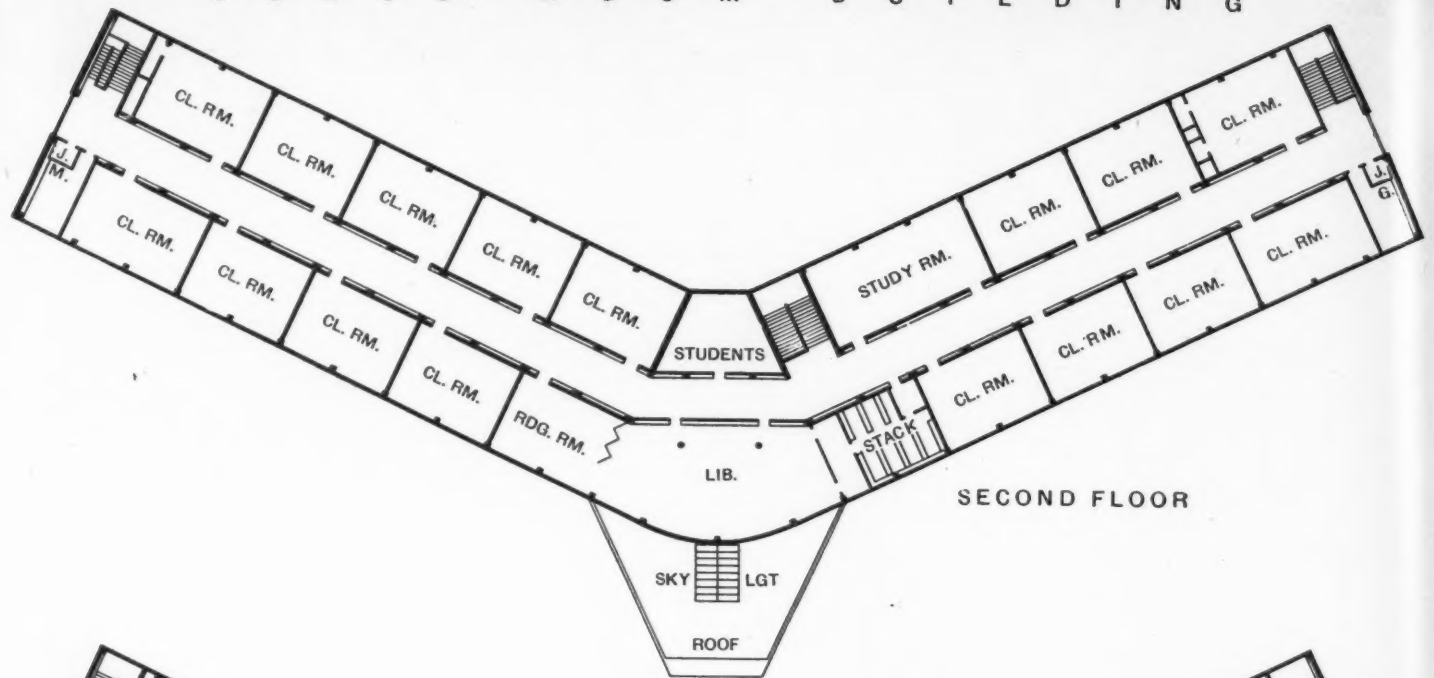 BUILDING
CL. RM.
CL. RM.
CL. RM.
CL. RM.
CL. RM.
STUDENTS
STUDY RM.
CL. RM.
CL. RM.
CL. RM.
J.
M.
CL. RM.
CL. RM.
CL. RM.
CL. RM.
RDG. RM.
LIB.
STACK
CL. RM.
CL. RM.
CL. RM.
CL. RM.
J.
G.
SECOND FLOOR
SKY LGT
ROOF